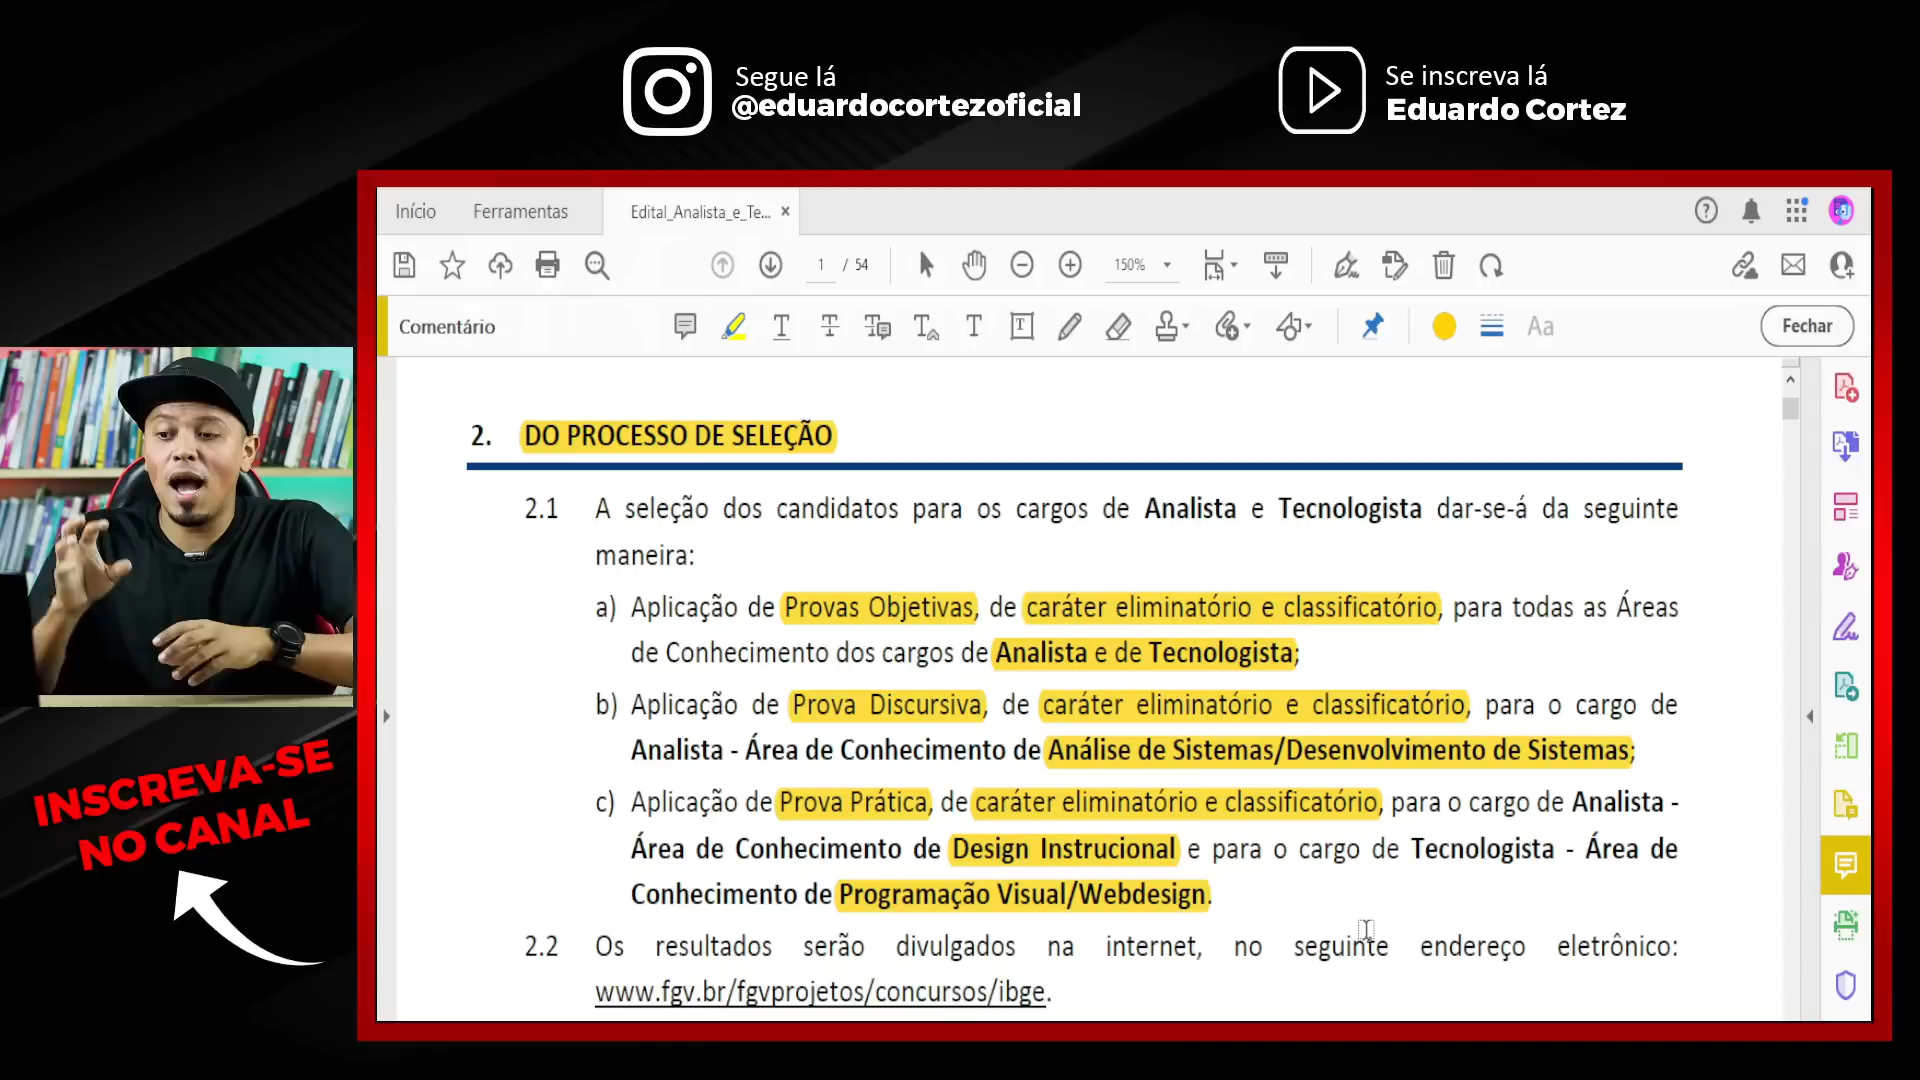 Segue lá
@eduardocortezoficial
Se inscreva lá
Eduardo Cortez
Início
Ferramentas
Edital_Analista_e_Te...
1 / 54
150%
Comentário
Aa
Fechar
2. DO PROCESSO DE SELEÇÃO
2.1 A seleção dos candidatos para os cargos de Analista e Tecnologista dar-se-á da seguinte
maneira:
a) Aplicação de Provas Objetivas, de caráter eliminatório e classificatório, para todas as Áreas
de Conhecimento dos cargos de Analista e de Tecnologista;
b) Aplicação de Prova Discursiva, de caráter eliminatório e classificatório, para o cargo de
Analista - Área de Conhecimento de Análise de Sistemas/Desenvolvimento de Sistemas;
c) Aplicação de Prova Prática, de caráter eliminatório e classificatório, para o cargo de Analista -
Área de Conhecimento de Design Instrucional e para o cargo de Tecnologista - Área de
Conhecimento de Programação Visual/Webdesign.
2.2 Os resultados serão divulgados na internet, no seguinte endereço eletrônico:
www.fgv.br/fgvprojetos/concursos/ibge.
INSCREVA-SE
NO CANAL